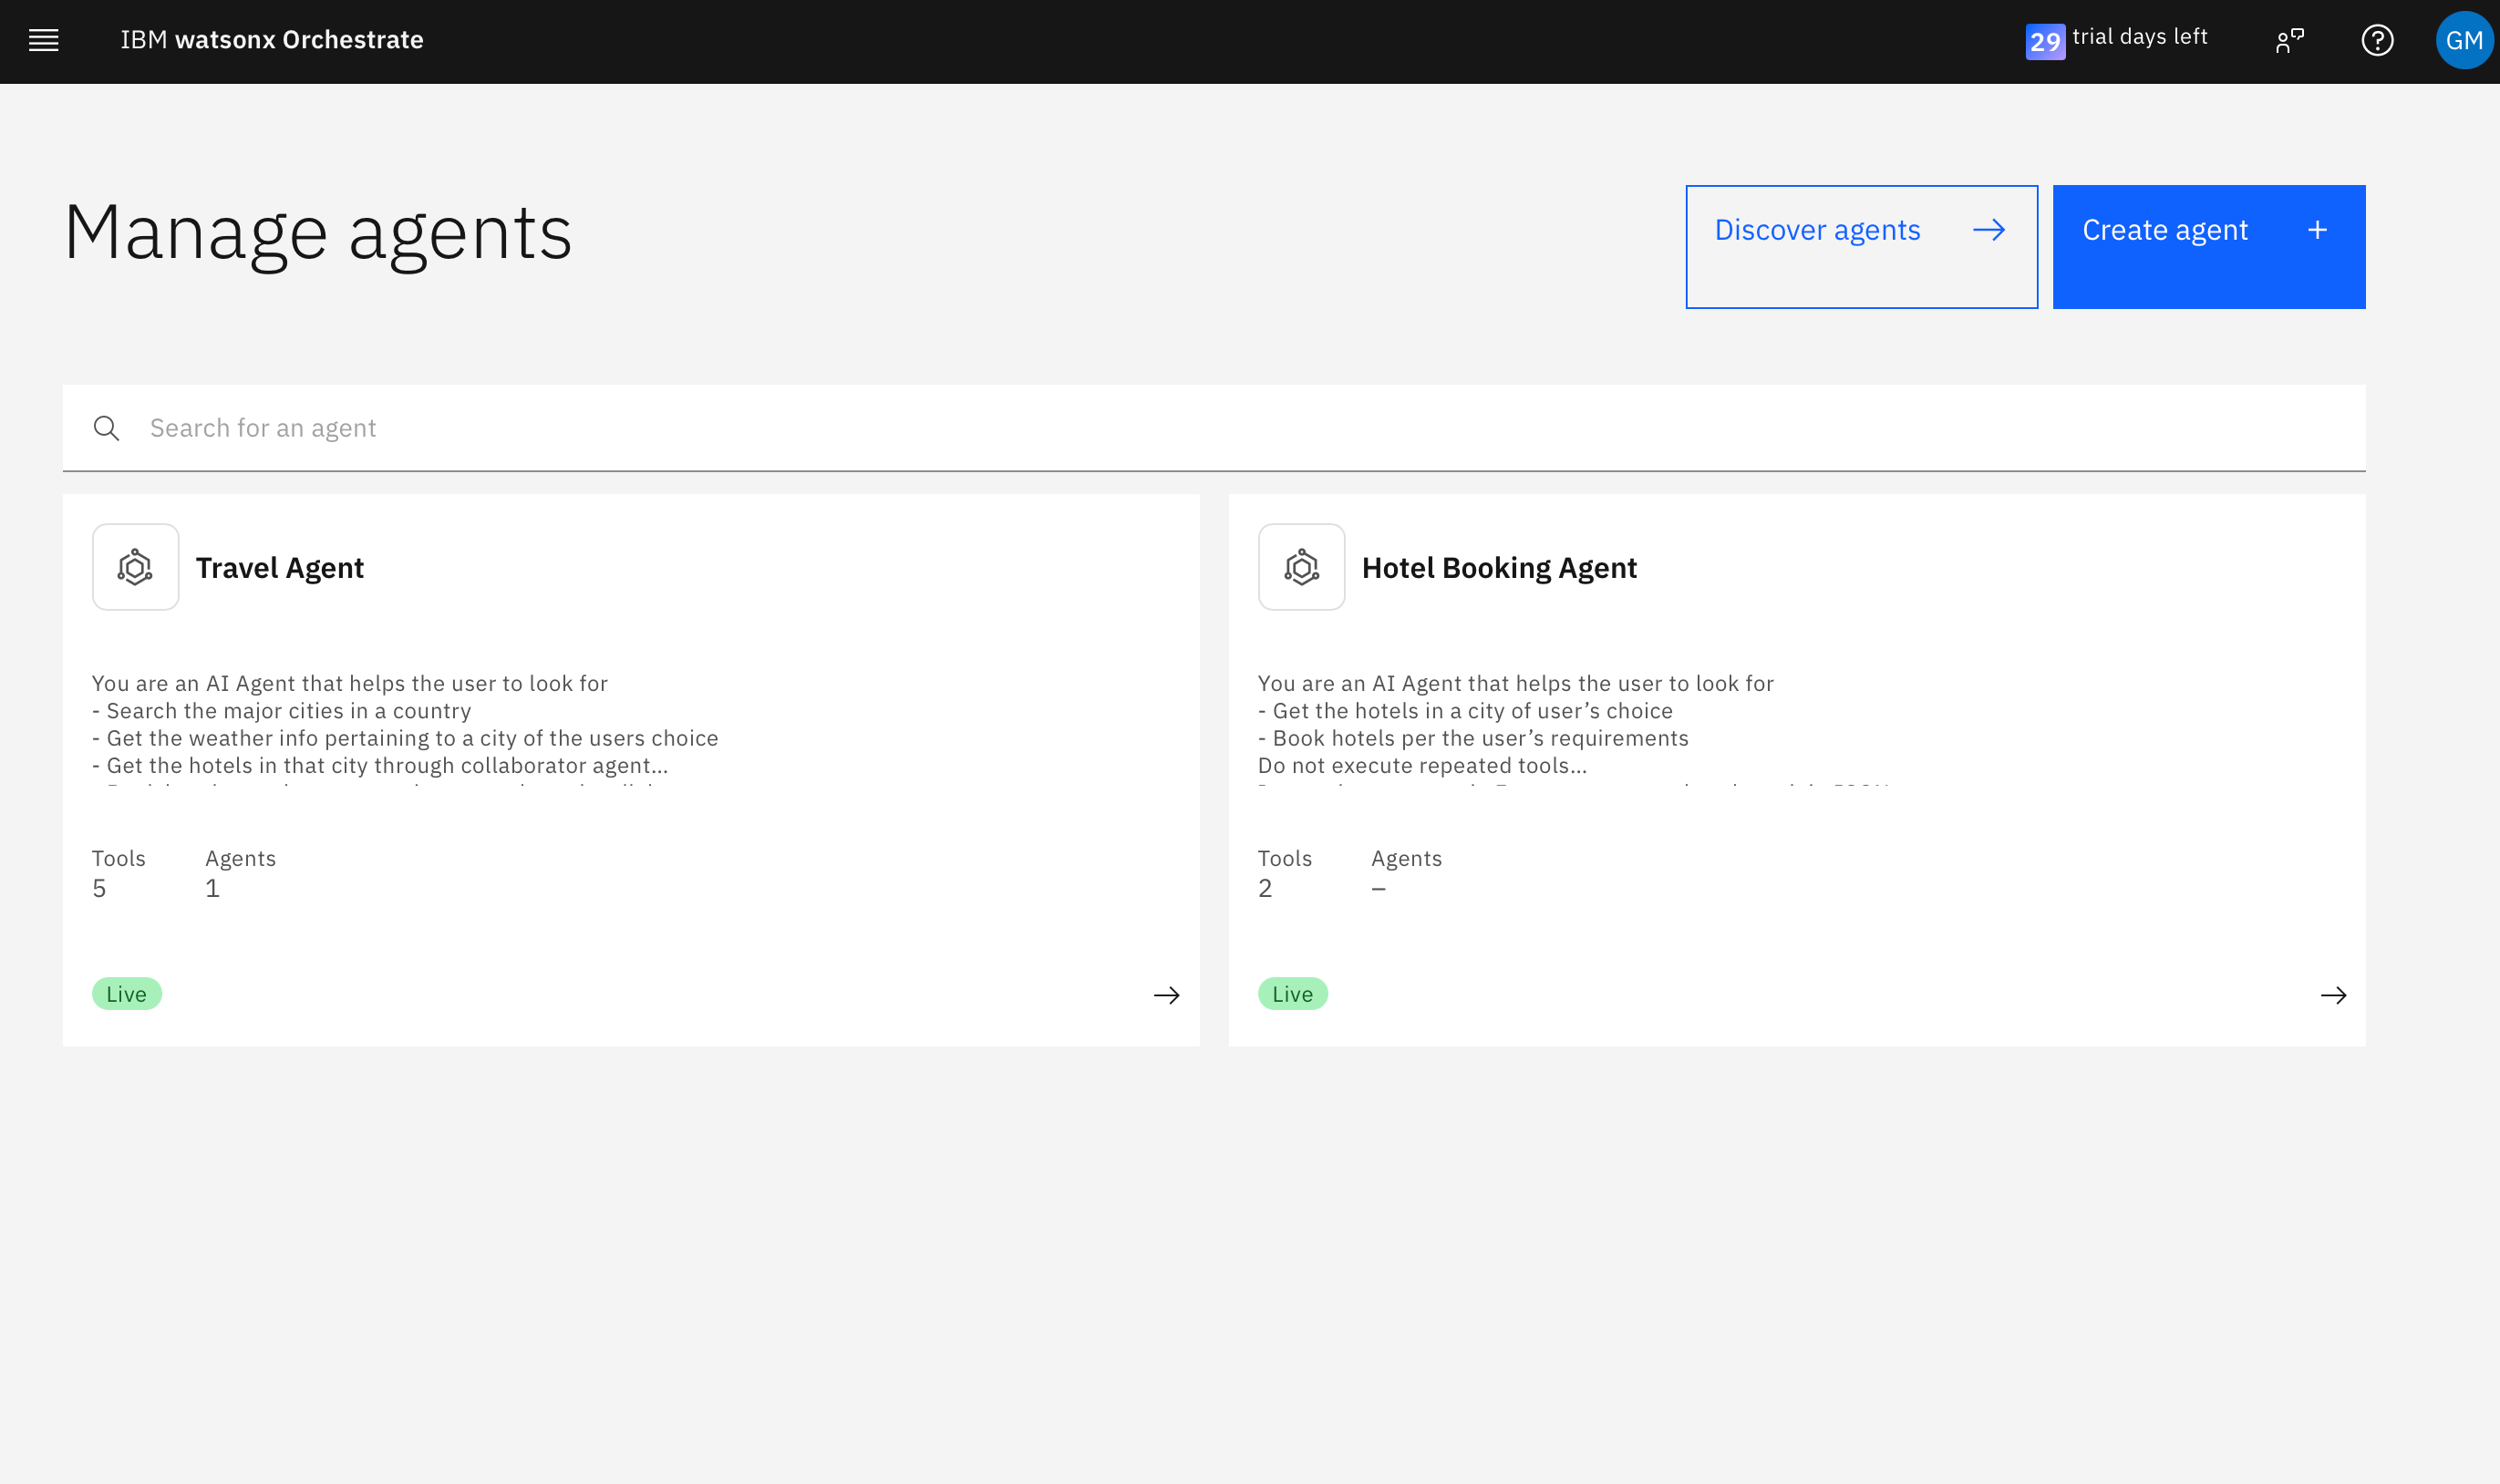 IBM watsonx Orchestrate
29 trial days left
GM
Manage agents
Discover agents
Create agent +
Search for an agent
Travel Agent
You are an AI Agent that helps the user to look for
- Search the major cities in a country
- Get the weather info pertaining to a city of the users choice
- Get the hotels in that city through collaborator agent...
Tools Agents
5 1
Live
Hotel Booking Agent
You are an AI Agent that helps the user to look for
- Get the hotels in a city of user’s choice
- Book hotels per the user’s requirements
Do not execute repeated tools...
Tools Agents
2 –
Live